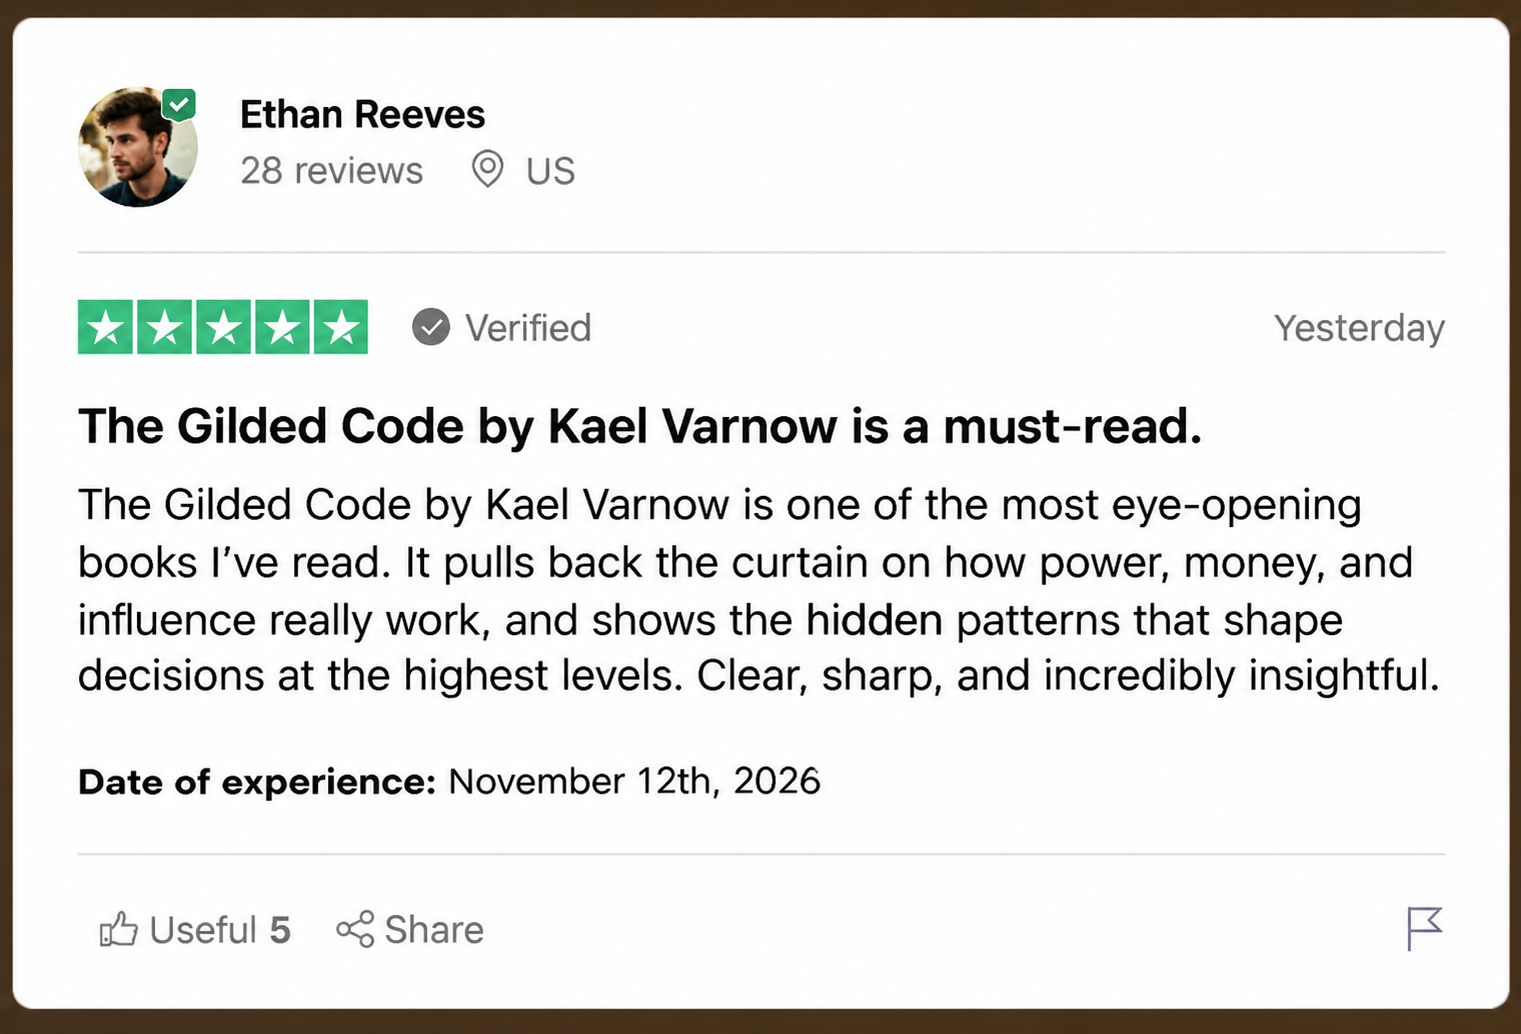 Ethan Reeves
28 reviews US
Verified Yesterday
The Gilded Code by Kael Varnow is a must-read.
The Gilded Code by Kael Varnow is one of the most eye-opening
books I’ve read. It pulls back the curtain on how power, money, and
influence really work, and shows the hidden patterns that shape
decisions at the highest levels. Clear, sharp, and incredibly insightful.
Date of experience: November 12th, 2026
Useful 5 Share